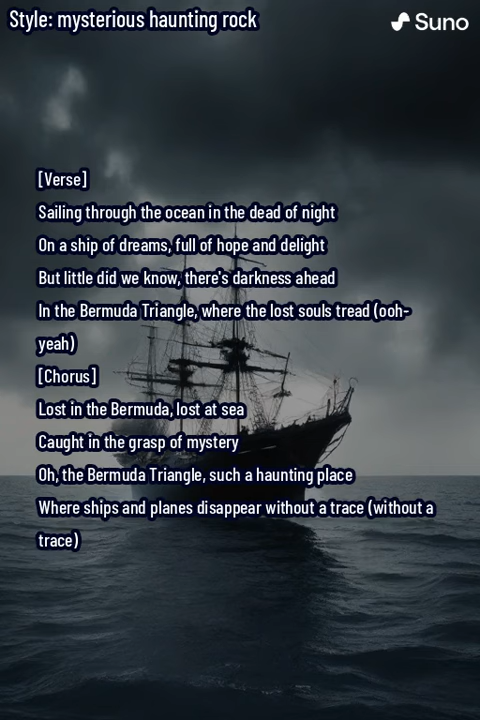 Style: mysterious haunting rock
Suno
[Verse]
Sailing through the ocean in the dead of night
On a ship of dreams, full of hope and delight
But little did we know, there's darkness ahead
In the Bermuda Triangle, where the lost souls tread (ooh-
yeah)
[Chorus]
Lost in the Bermuda, lost at sea
Caught in the grasp of mystery
Oh, the Bermuda Triangle, such a haunting place
Where ships and planes disappear without a trace (without a
trace)